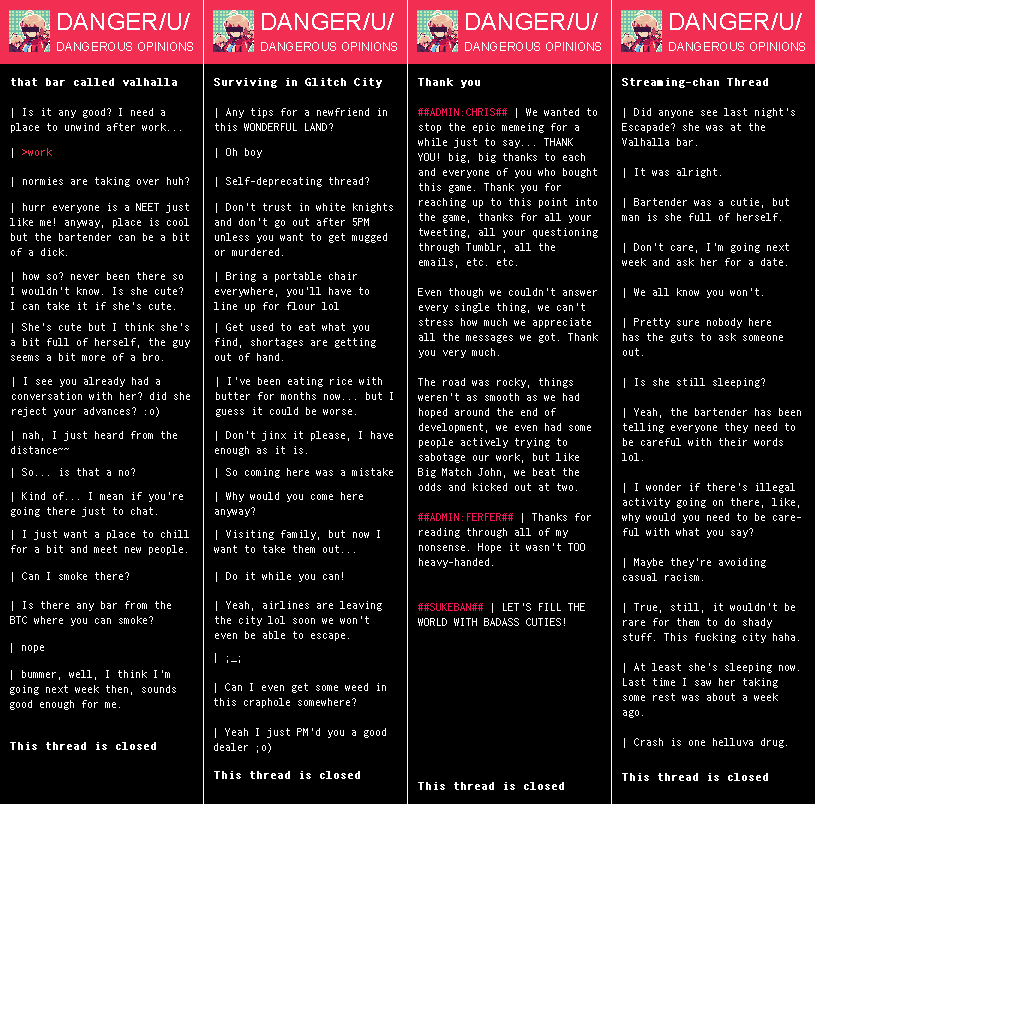 DANGER/U/
DANGEROUS OPINIONS
that bar called valhalla
| Is it any good? I need a
place to unwind after work...
| >work
| normies are taking over huh?
| hurr everyone is a NEET just
like me! anyway, place is cool
but the bartender can be a bit
of a dick.
| how so? never been there so
I wouldn't know. Is she cute?
I can take it if she's cute.
| She's cute but I think she's
a bit full of herself, the guy
seems a bit more of a bro.
| I see you already had a
conversation with her? did she
reject your advances? :o)
| nah, I just heard from the
distance~~
| So... is that a no?
| Kind of... I mean if you're
going there just to chat.
| I just want a place to chill
for a bit and meet new people.
| Can I smoke there?
| Is there any bar from the
BTC where you can smoke?
| nope
| bummer, well, I think I'm
going next week then, sounds
good enough for me.
This thread is closed
DANGER/U/
DANGEROUS OPINIONS
Surviving in Glitch City
| Any tips for a newfriend in
this WONDERFUL LAND?
| Oh boy
| Self-deprecating thread?
| Don't trust in white knights
and don't go out after 5PM
unless you want to get mugged
or murdered.
| Bring a portable chair
everywhere, you'll have to
line up for flour lol
| Get used to eat what you
find, shortages are getting
out of hand.
| I've been eating rice with
butter for months now... but I
guess it could be worse.
| Don't jinx it please, I have
enough as it is.
| So coming here was a mistake
| Why would you come here
anyway?
| Visiting family, but now I
want to take them out...
| Do it while you can!
| Yeah, airlines are leaving
the city lol soon we won't
even be able to escape.
| ;_;
| Can I even get some weed in
this craphole somewhere?
| Yeah I just PM'd you a good
dealer ;o)
This thread is closed
DANGER/U/
DANGEROUS OPINIONS
Thank you
##ADMIN:CHRIS## | We wanted to
stop the epic memeing for a
while just to say... THANK
YOU! big, big thanks to each
and everyone of you who bought
this game. Thank you for
reaching up to this point into
the game, thanks for all your
tweeting, all your questioning
through Tumblr, all the
emails, etc. etc.
Even though we couldn't answer
every single thing, we can't
stress how much we appreciate
all the messages we got. Thank
you very much.
The road was rocky, things
weren't as smooth as we had
hoped around the end of
development, we even had some
people actively trying to
sabotage our work, but like
Big Match John, we beat the
odds and kicked out at two.
##ADMIN:FERFER## | Thanks for
reading through all of my
nonsense. Hope it wasn't TOO
heavy-handed.
##SUKEBAN## | LET'S FILL THE
WORLD WITH BADASS CUTIES!
This thread is closed
DANGER/U/
DANGEROUS OPINIONS
Streaming-chan Thread
| Did anyone see last night's
Escapade? she was at the
Valhalla bar.
| It was alright.
| Bartender was a cutie, but
man is she full of herself.
| Don't care, I'm going next
week and ask her for a date.
| We all know you won't.
| Pretty sure nobody here
has the guts to ask someone
out.
| Is she still sleeping?
| Yeah, the bartender has been
telling everyone they need to
be careful with their words
lol.
| I wonder if there's illegal
activity going on there, like,
why would you need to be care-
ful with what you say?
| Maybe they're avoiding
casual racism.
| True, still, it wouldn't be
rare for them to do shady
stuff. This fucking city haha.
| At least she's sleeping now.
Last time I saw her taking
some rest was about a week
ago.
| Crash is one helluva drug.
This thread is closed